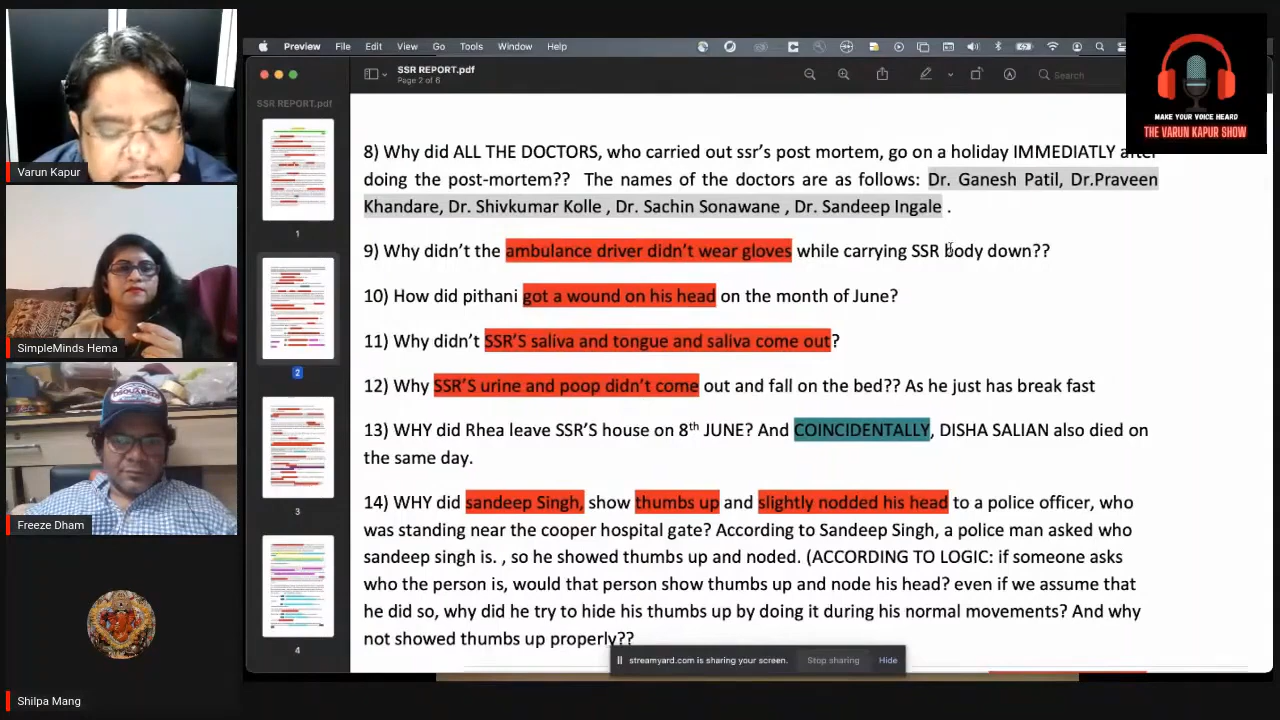 Preview File Edit View Go Tools Window Help
SSR REPORT.pdf
Page 2 of 6
Search
MAKE YOUR VOICE HEARD
THE VARUN KAPUR SHOW
SSR REPORT.pdf
1
2
3
4
8) Why did THE DOCTORS, who carried SSR's post mortem, go on a IMMEDIATLY
doing the post-mortem?? The names of the doctors are as follows: Dr. Ganesh Patil, Dr.Praveen
Khandare, Dr. Shivkumar Kolle , Dr. Sachin Sonawane , Dr. Sandeep Ingale .
9) Why didn't the ambulance driver didn't wear gloves while carrying SSR body down??
How got a wound on his head on the month of June?
11) Why didn't SSR'S saliva and tongue and saliva come out?
12) Why SSR'S urine and poop didn't come out and fall on the bed?? As he just has break fast
13) WHY did Rhea leave SSR'S house on 8th JUNE? And COINCIDENTALLY, DISHA SALIAN also died on
the same day
14) WHY did sandeep Singh, show thumbs up and slightly nodded his head to a police officer, who
was standing near the cooper hospital gate? According to Sandeep Singh, a police man asked who
is , so he showed thumbs up and nded. (ACCORDING TO LOGIC: if some one asks
the person is, would that person show thumbs up and node his head? Even if we assume that
he did so, why did he try to hide his thumbs up by doing it during his normal movements? And why
not showed thumbs up properly??
streamyard.com is sharing your screen. Stop sharing Hide
Varun Kapur
SimpleMinds Hema
Freeze Dham
Shilpa Mang